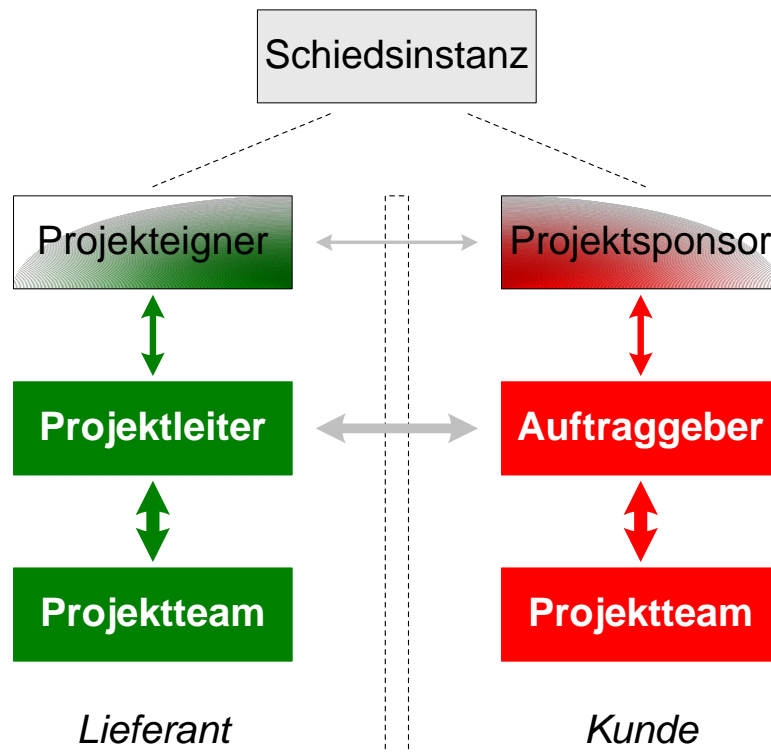 Schiedsinstanz
Projekteigner
Projektsponsor
Projektleiter
Auftraggeber
Projektteam
Projektteam
Lieferant
Kunde